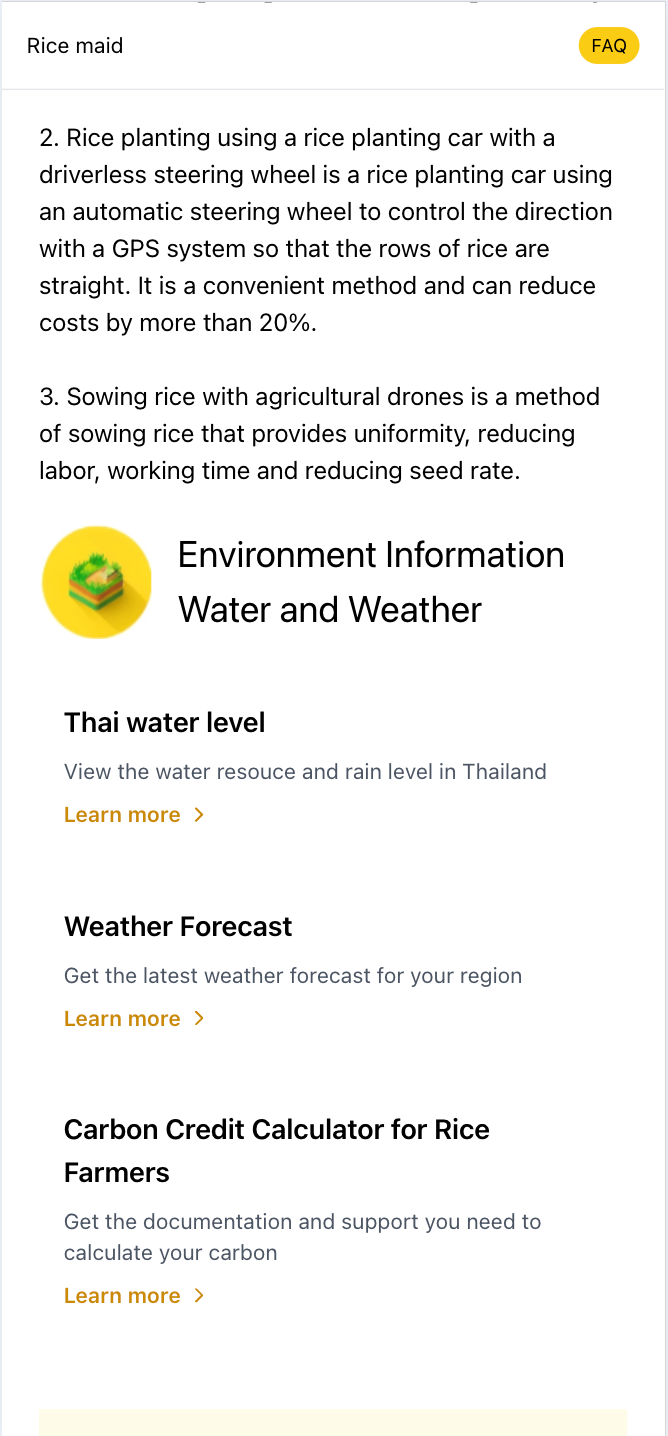 Rice maid
FAQ
2. Rice planting using a rice planting car with a
driverless steering wheel is a rice planting car using
an automatic steering wheel to control the direction
with a GPS system so that the rows of rice are
straight. It is a convenient method and can reduce
costs by more than 20%.
3. Sowing rice with agricultural drones is a method
of sowing rice that provides uniformity, reducing
labor, working time and reducing seed rate.
Environment Information
Water and Weather
Thai water level
View the water resouce and rain level in Thailand
Learn more
Weather Forecast
Get the latest weather forecast for your region
Learn more
Carbon Credit Calculator for Rice
Farmers
Get the documentation and support you need to
calculate your carbon
Learn more